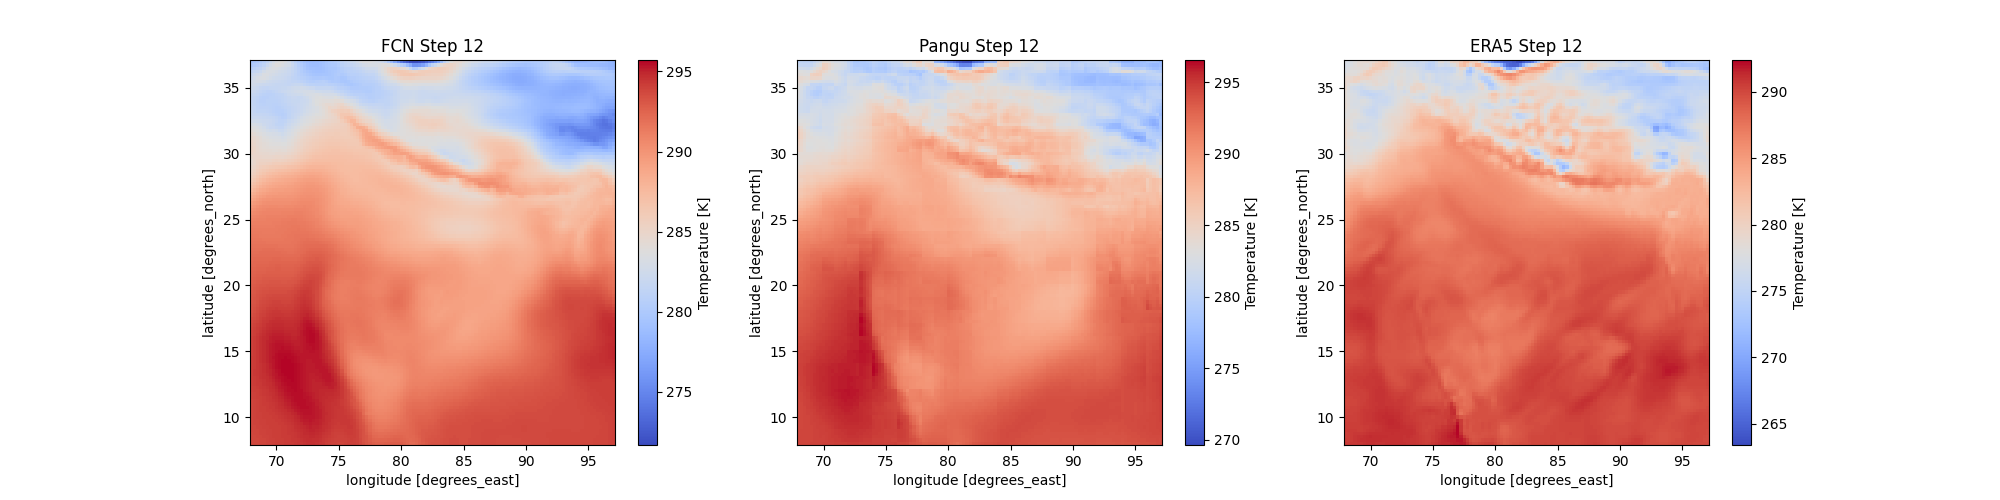 FCN Step 12
35
30
25
20
15
10
70 75 80 85 90 95
longitude [degrees_east]
latitude [degrees_north]
295
290
285
280
275
Temperature [K]
Pangu Step 12
35
30
25
20
15
10
70 75 80 85 90 95
longitude [degrees_east]
latitude [degrees_north]
295
290
285
280
275
270
Temperature [K]
ERA5 Step 12
35
30
25
20
15
10
70 75 80 85 90 95
longitude [degrees_east]
latitude [degrees_north]
290
285
280
275
270
265
Temperature [K]